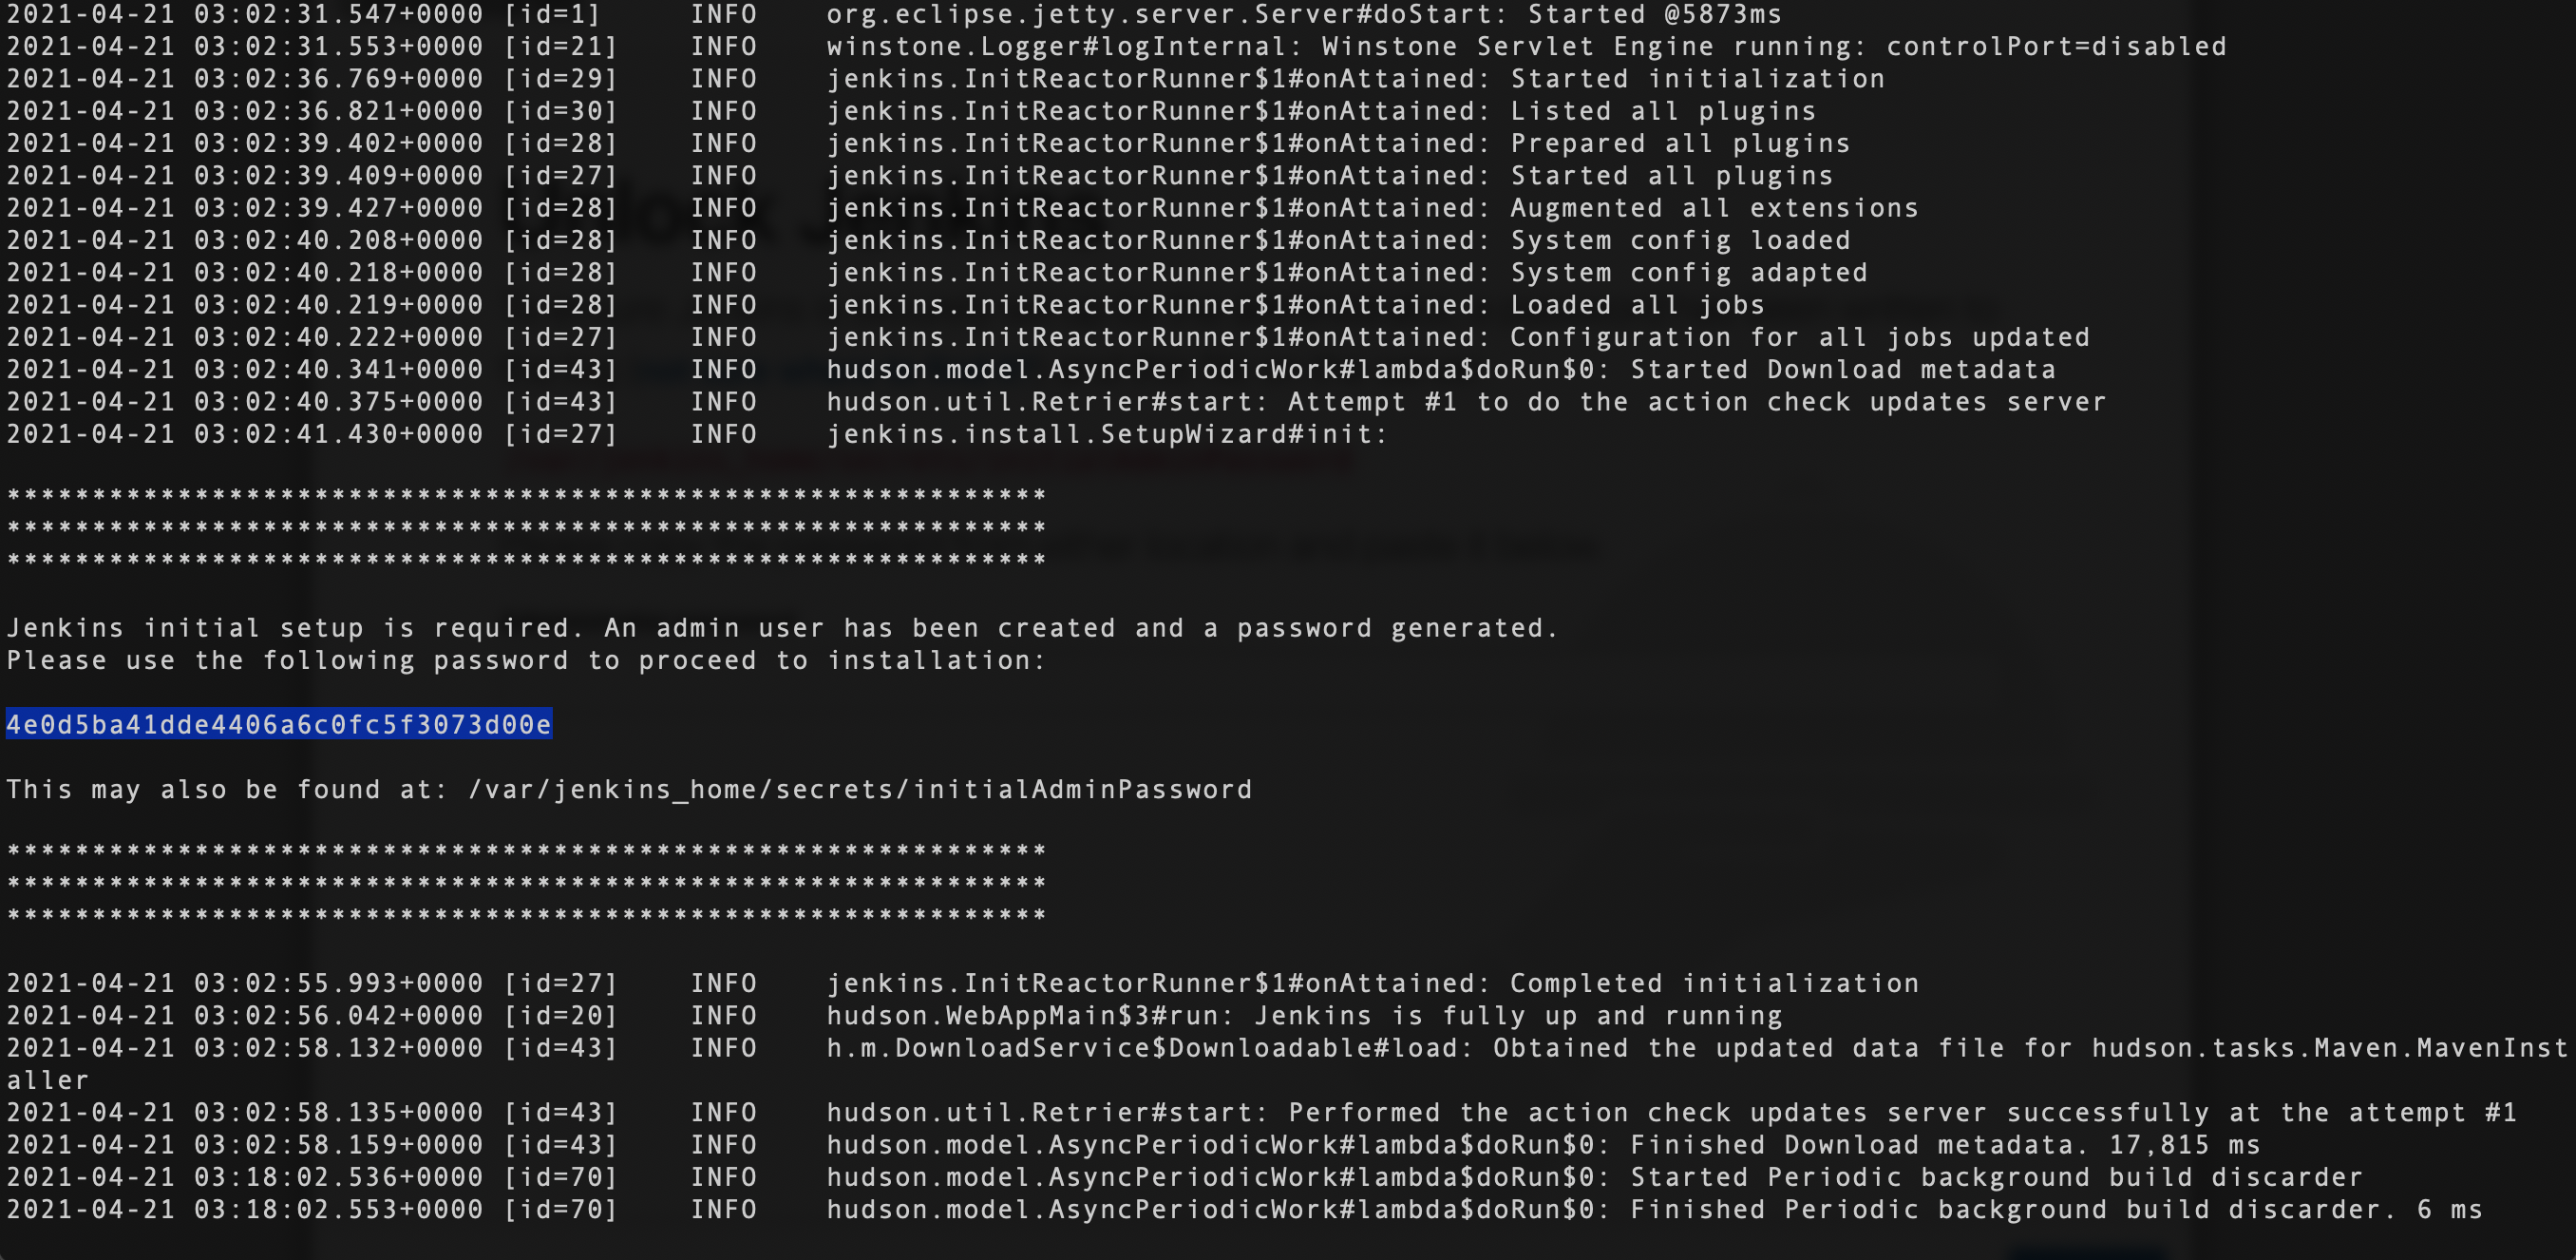 2021-04-21 03:02:31.547+0000 [id=1]     INFO    org.eclipse.jetty.server.Server#doStart: Started @5873ms
2021-04-21 03:02:31.553+0000 [id=21]    INFO    winstone.Logger#logInternal: Winstone Servlet Engine running: controlPort=disabled
2021-04-21 03:02:36.769+0000 [id=29]    INFO    jenkins.InitReactorRunner$1#onAttained: Started initialization
2021-04-21 03:02:36.821+0000 [id=30]    INFO    jenkins.InitReactorRunner$1#onAttained: Listed all plugins
2021-04-21 03:02:39.402+0000 [id=28]    INFO    jenkins.InitReactorRunner$1#onAttained: Prepared all plugins
2021-04-21 03:02:39.409+0000 [id=27]    INFO    jenkins.InitReactorRunner$1#onAttained: Started all plugins
2021-04-21 03:02:39.427+0000 [id=28]    INFO    jenkins.InitReactorRunner$1#onAttained: Augmented all extensions
2021-04-21 03:02:40.208+0000 [id=28]    INFO    jenkins.InitReactorRunner$1#onAttained: System config loaded
2021-04-21 03:02:40.218+0000 [id=28]    INFO    jenkins.InitReactorRunner$1#onAttained: System config adapted
2021-04-21 03:02:40.219+0000 [id=28]    INFO    jenkins.InitReactorRunner$1#onAttained: Loaded all jobs
2021-04-21 03:02:40.222+0000 [id=27]    INFO    jenkins.InitReactorRunner$1#onAttained: Configuration for all jobs updated
2021-04-21 03:02:40.341+0000 [id=43]    INFO    hudson.model.AsyncPeriodicWork#lambda$doRun$0: Started Download metadata
2021-04-21 03:02:40.375+0000 [id=43]    INFO    hudson.util.Retrier#start: Attempt #1 to do the action check updates server
2021-04-21 03:02:41.430+0000 [id=27]    INFO    jenkins.install.SetupWizard#init:
*************************************************************
*************************************************************
*************************************************************
Jenkins initial setup is required. An admin user has been created and a password generated.
Please use the following password to proceed to installation:
4e0d5ba41dde4406a6c0fc5f3073d00e
This may also be found at: /var/jenkins_home/secrets/initialAdminPassword
*************************************************************
*************************************************************
*************************************************************
2021-04-21 03:02:55.993+0000 [id=27]    INFO    jenkins.InitReactorRunner$1#onAttained: Completed initialization
2021-04-21 03:02:56.042+0000 [id=20]    INFO    hudson.WebAppMain$3#run: Jenkins is fully up and running
2021-04-21 03:02:58.132+0000 [id=43]    INFO    h.m.DownloadService$Downloadable#load: Obtained the updated data file for hudson.tasks.Maven.MavenInst
aller
2021-04-21 03:02:58.135+0000 [id=43]    INFO    hudson.util.Retrier#start: Performed the action check updates server successfully at the attempt #1
2021-04-21 03:02:58.159+0000 [id=43]    INFO    hudson.model.AsyncPeriodicWork#lambda$doRun$0: Finished Download metadata. 17,815 ms
2021-04-21 03:18:02.536+0000 [id=70]    INFO    hudson.model.AsyncPeriodicWork#lambda$doRun$0: Started Periodic background build discarder
2021-04-21 03:18:02.553+0000 [id=70]    INFO    hudson.model.AsyncPeriodicWork#lambda$doRun$0: Finished Periodic background build discarder. 6 ms